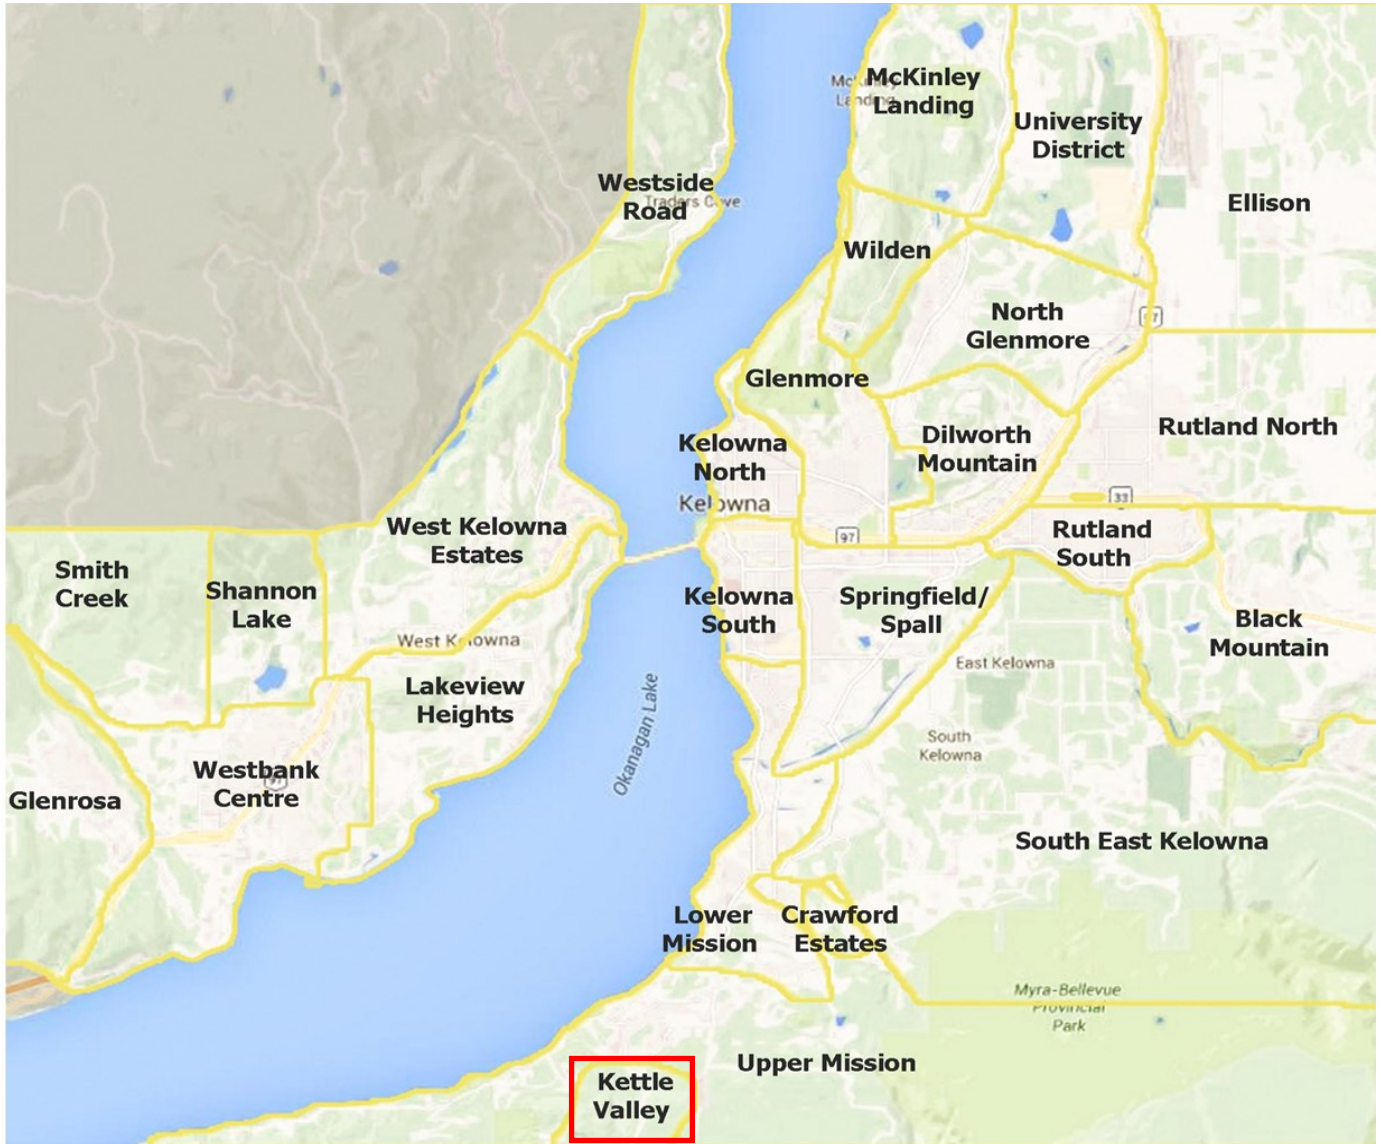 McKinley
Landing
University
District
Westside
Road
Ellison
Wilden
North
Glenmore
97
Glenmore
Rutland North
Dilworth
Mountain
Kelowna
North
Kelowna
33
97
West Kelowna
Estates
Rutland
South
Smith
Creek
Shannon
Lake
Kelowna
South
Springfield/
Spall
Black
Mountain
West Kelowna
East Kelowna
Lakeview
Heights
Okanagan Lake
South
Kelowna
Westbank
Centre
Glenrosa
South East Kelowna
Lower
Mission
Crawford
Estates
Myra-Bellevue
Provincial
Park
Upper Mission
Kettle
Valley